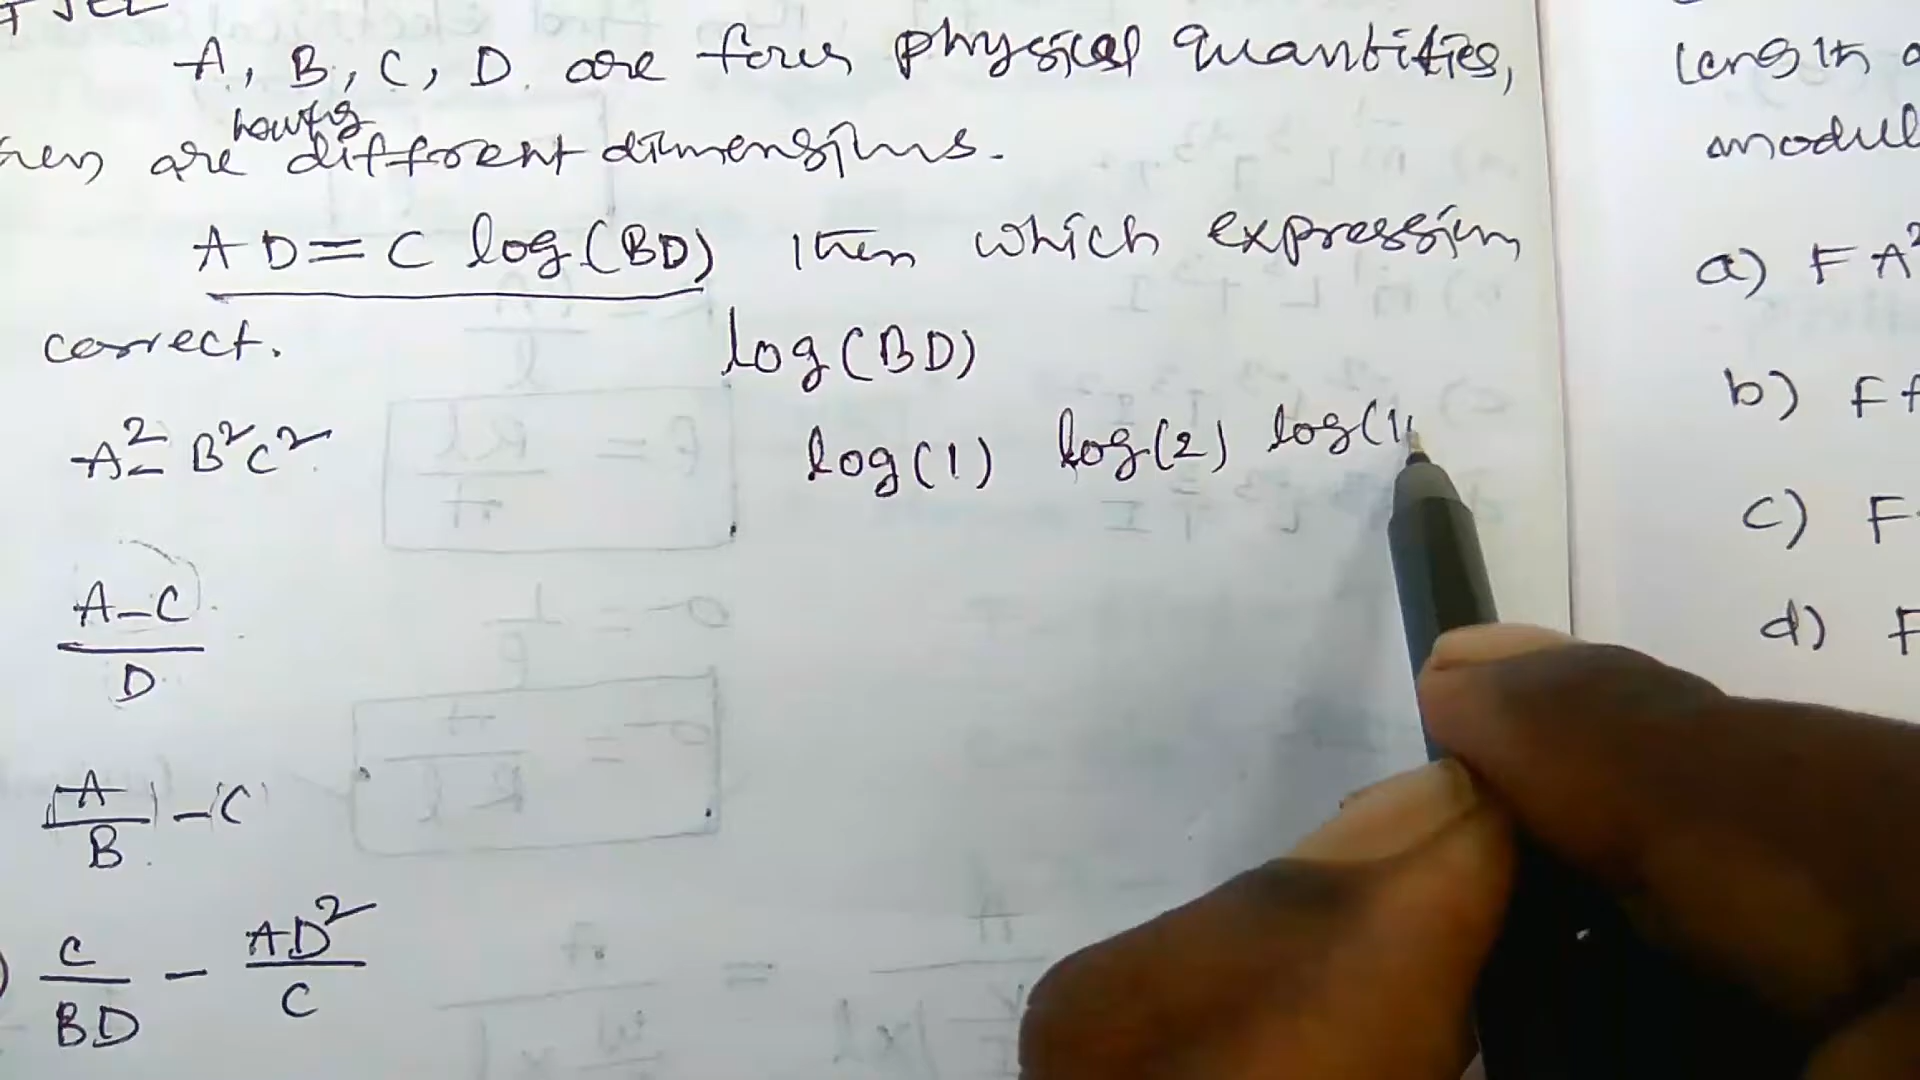 A, B, C, D. are four physical quantities,
are having different dimensions.
AD = C log(BD) then which expression
correct.
log(BD)
A² = B²C²
log(1) log(2) log(1
A-C
D
A
B
-C
C
BD
- AD²
C
length
modul
a) F A²
b) F A
c) F
d) F